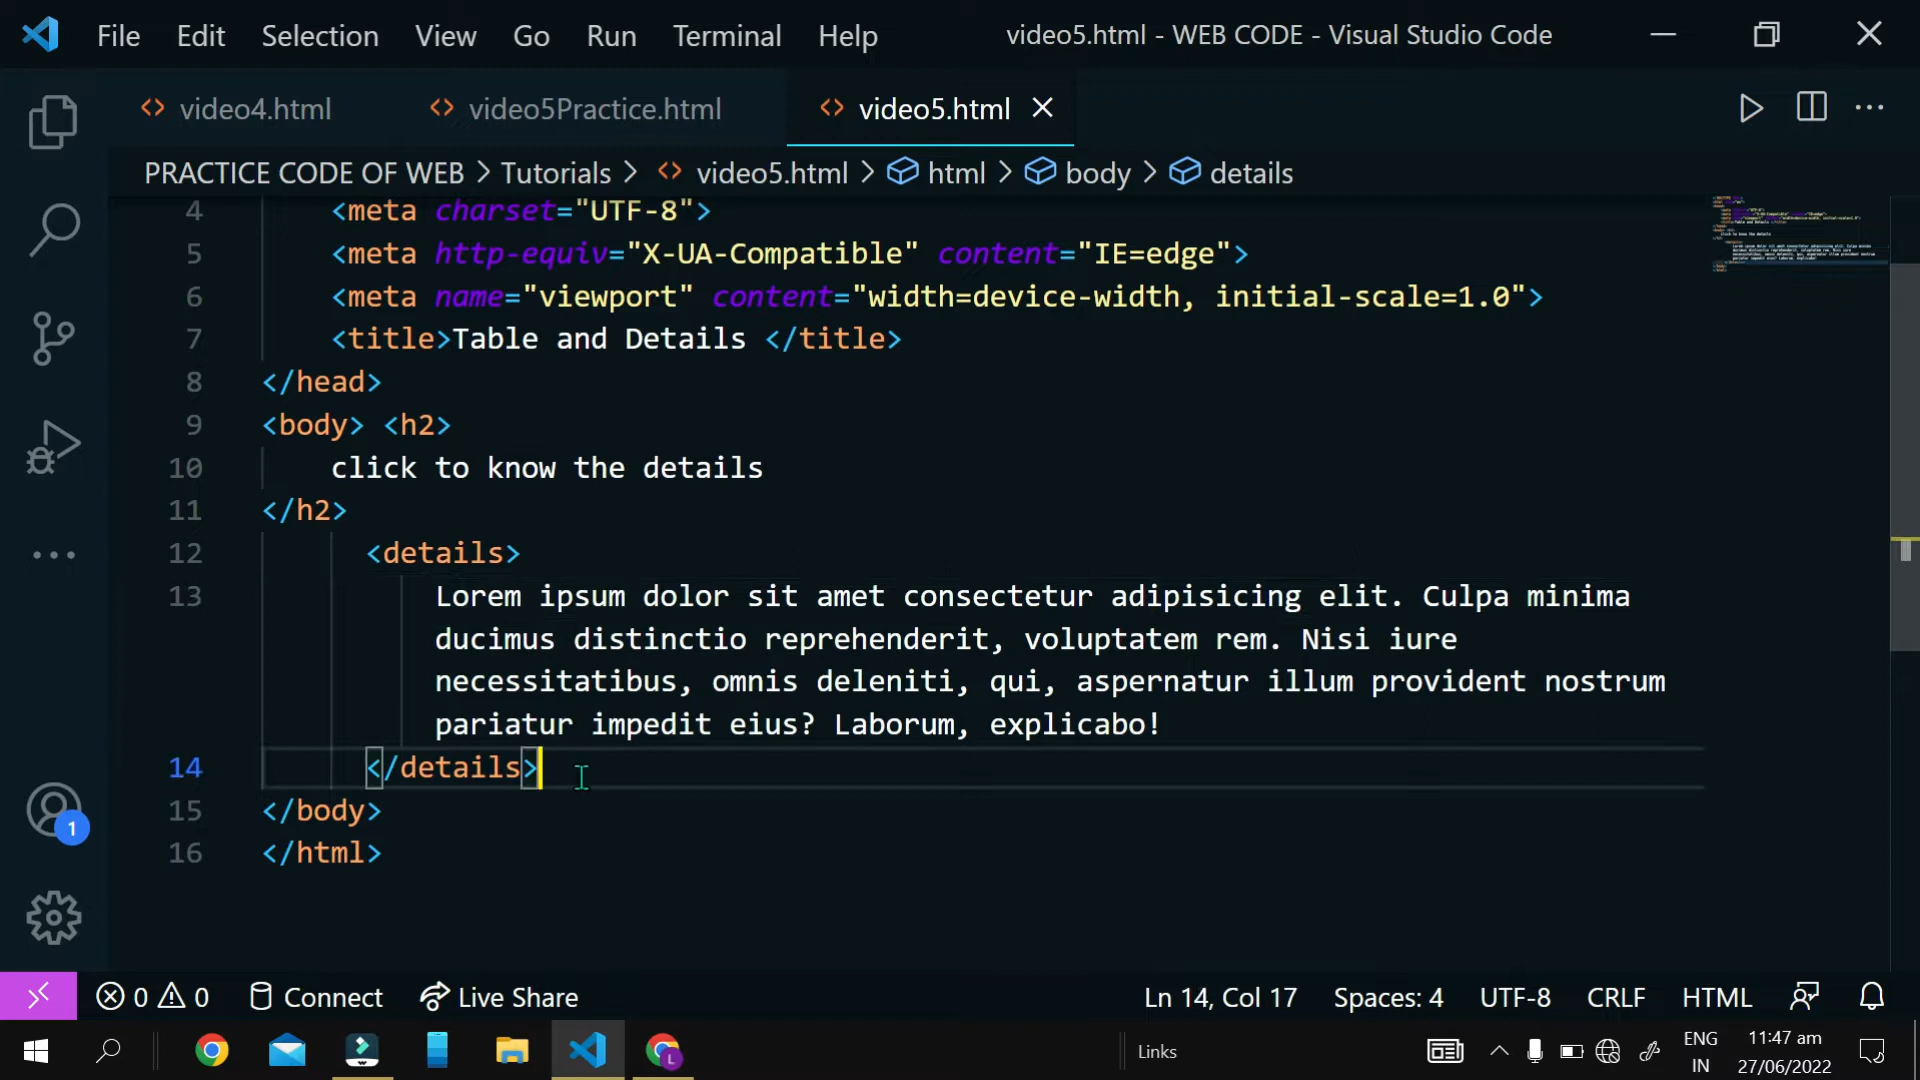 File Edit Selection View Go Run Terminal Help video5.html - WEB CODE - Visual Studio Code
video4.html video5Practice.html video5.html
PRACTICE CODE OF WEB > Tutorials > video5.html > html > body > details
4 <meta charset="UTF-8">
5 <meta http-equiv="X-UA-Compatible" content="IE=edge">
6 <meta name="viewport" content="width=device-width, initial-scale=1.0">
7 <title>Table and Details </title>
8 </head>
9 <body> <h2>
10 click to know the details
11 </h2>
12 <details>
13 Lorem ipsum dolor sit amet consectetur adipisicing elit. Culpa minima
ducimus distinctio reprehenderit, voluptatem rem. Nisi iure
necessitatibus, omnis deleniti, qui, aspernatur illum provident nostrum
pariatur impedit eius? Laborum, explicabo!
14 </details>
15 </body>
16 </html>
1
0 0 Connect Live Share Ln 14, Col 17 Spaces: 4 UTF-8 CRLF HTML
L Links ENG 11:47 am
IN 27/06/2022